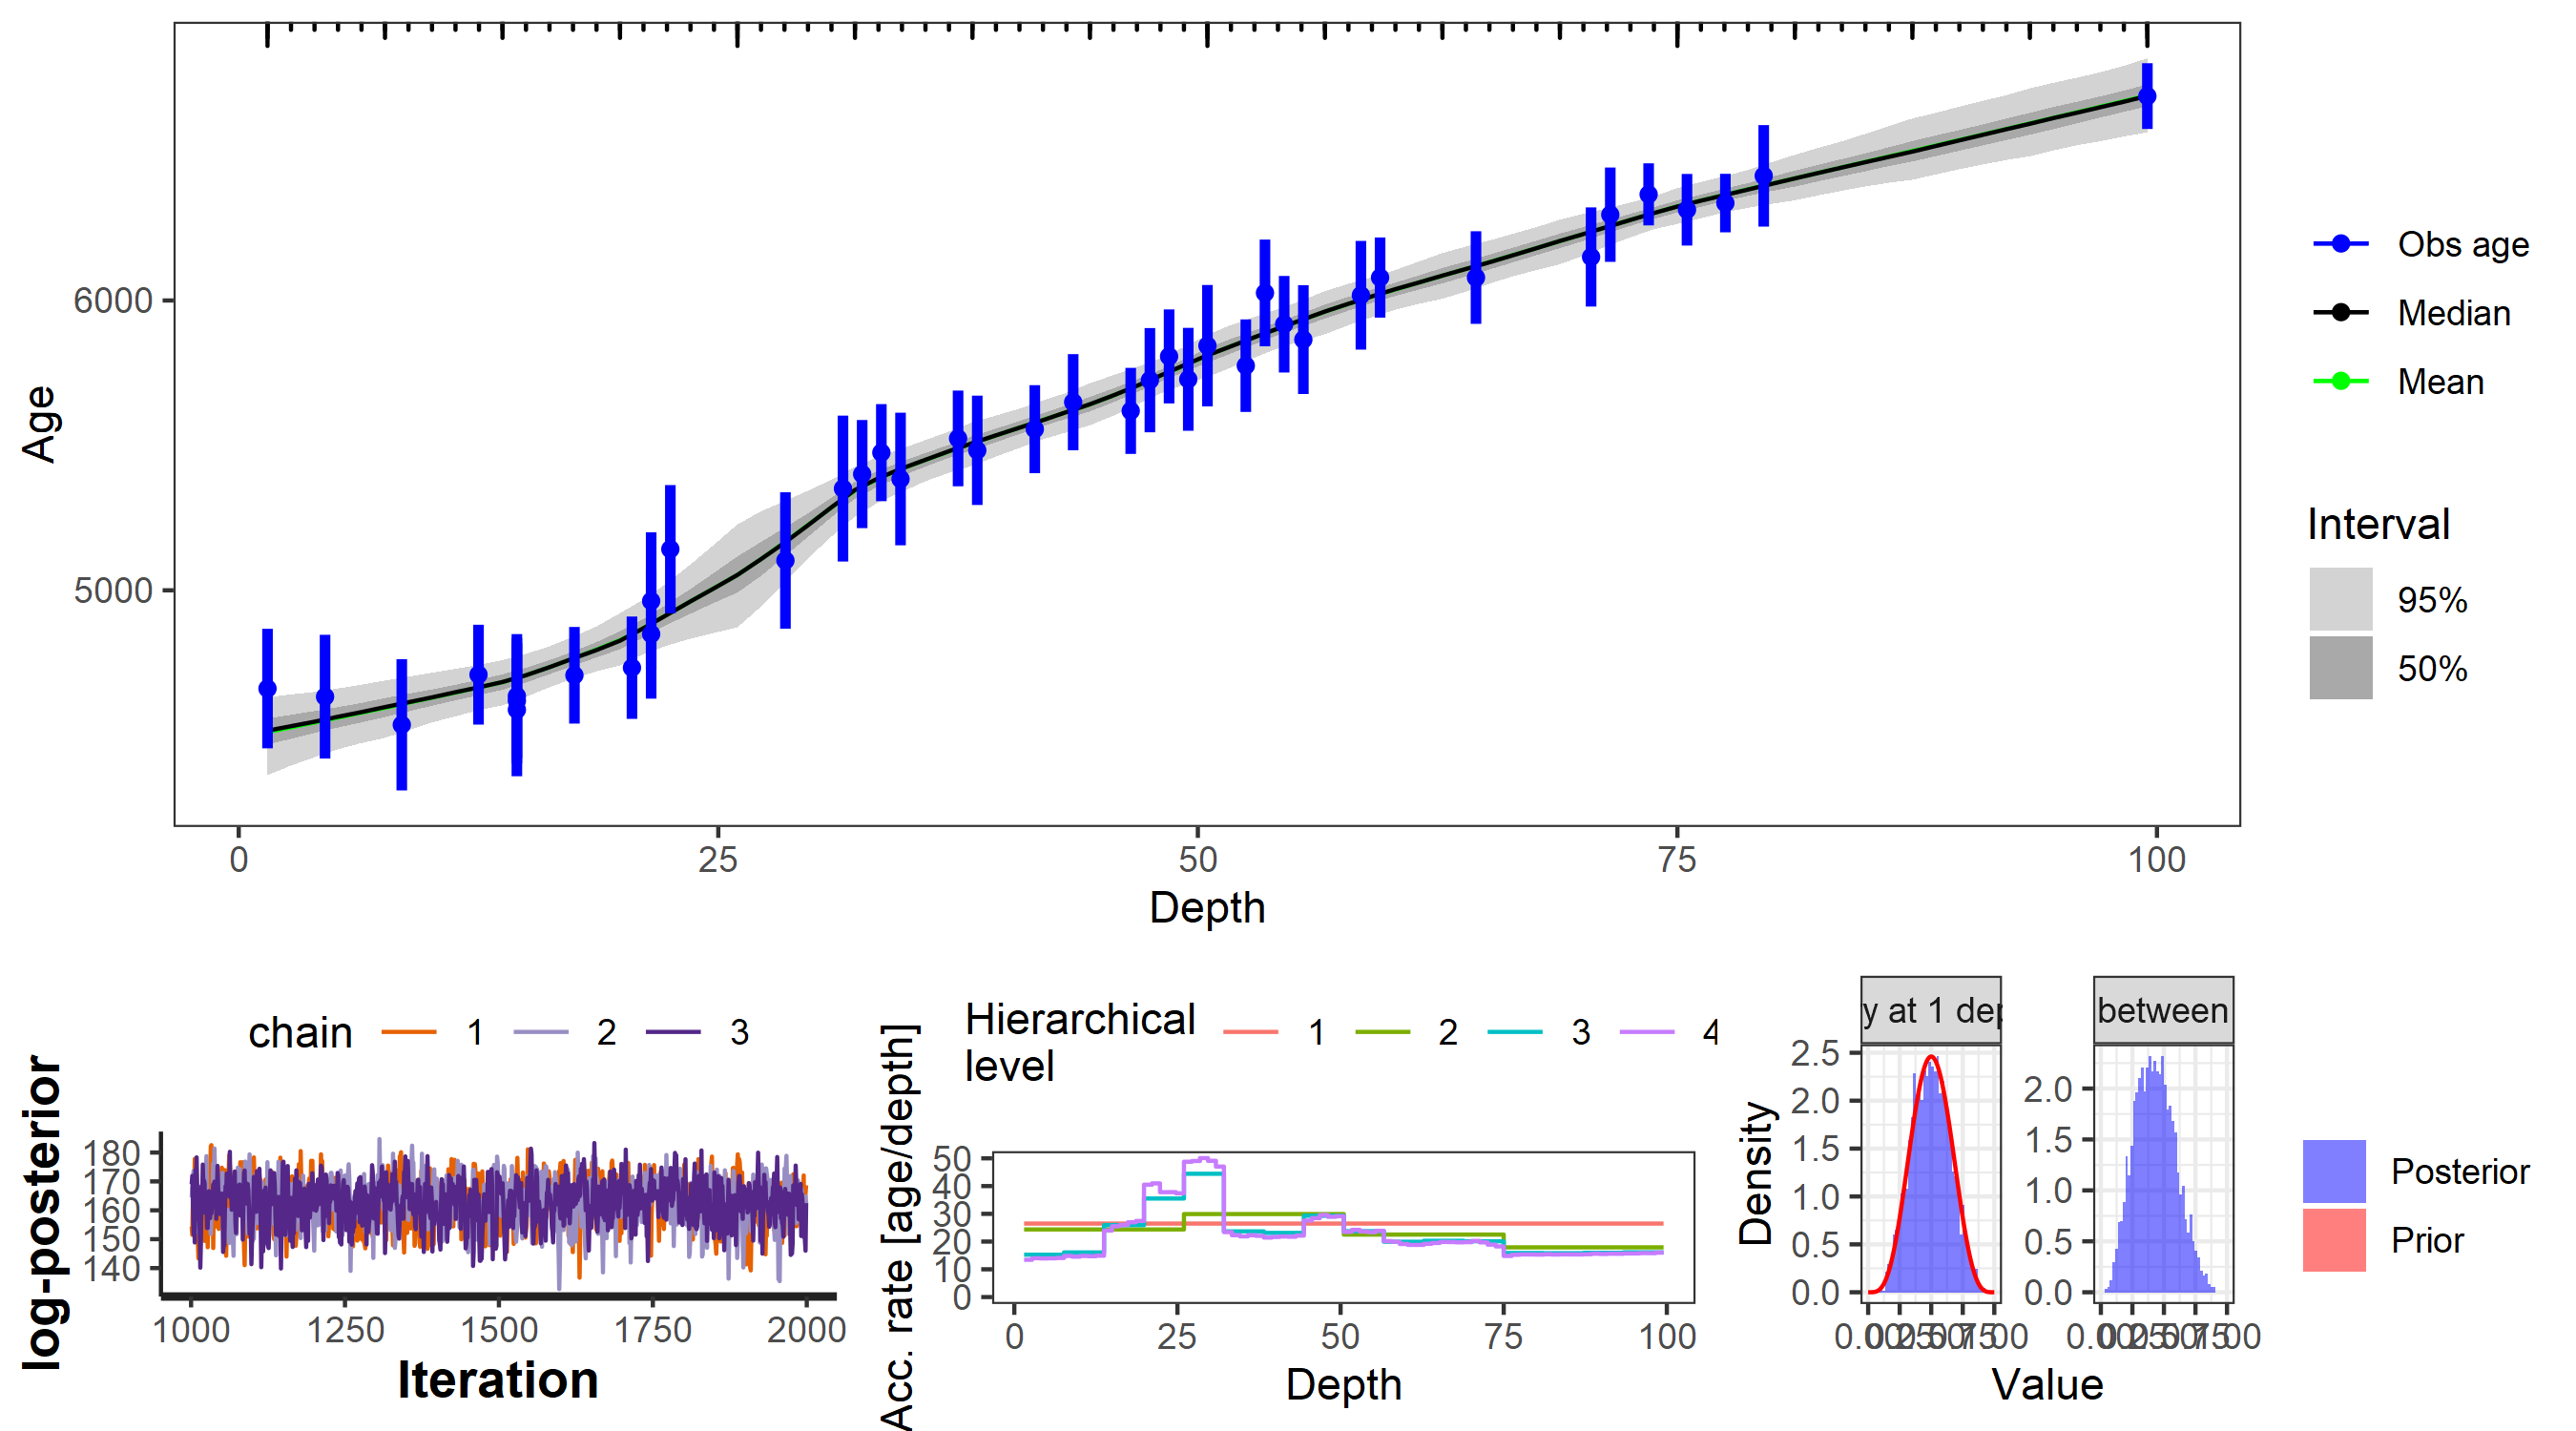 Age
6000
5000
0 25 50 75 100
Depth
Obs age
Median
Mean
Interval
95%
50%
chain 1 2 3
log-posterior
180
170
160
150
140
1000 1250 1500 1750 2000
Iteration
Hierarchical
level
1 2 3 4
Acc. rate [age/depth]
50
40
30
20
10
0
0 25 50 75 100
Depth
y at 1 dep
between
Density
2.5
2.0
1.5
1.0
0.5
0.0
2.0
1.5
1.0
0.5
0.0
Value
Posterior
Prior